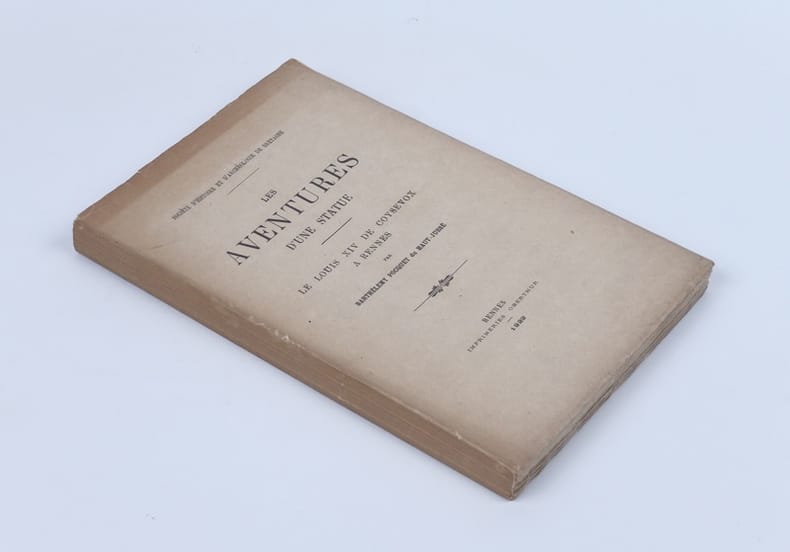 SOCIÉTÉ D'HISTOIRE ET D'ARCHÉOLOGIE DE BRETAGNE
LES
AVENTURES
D'UNE STATUE
LE LOUIS XIV DE COYSEVOX
A RENNES
PAR
BARTHÉLEMY POCQUET du HAUT-JUSSÉ
RENNES
IMPRIMERIES OBERTHUR
1922